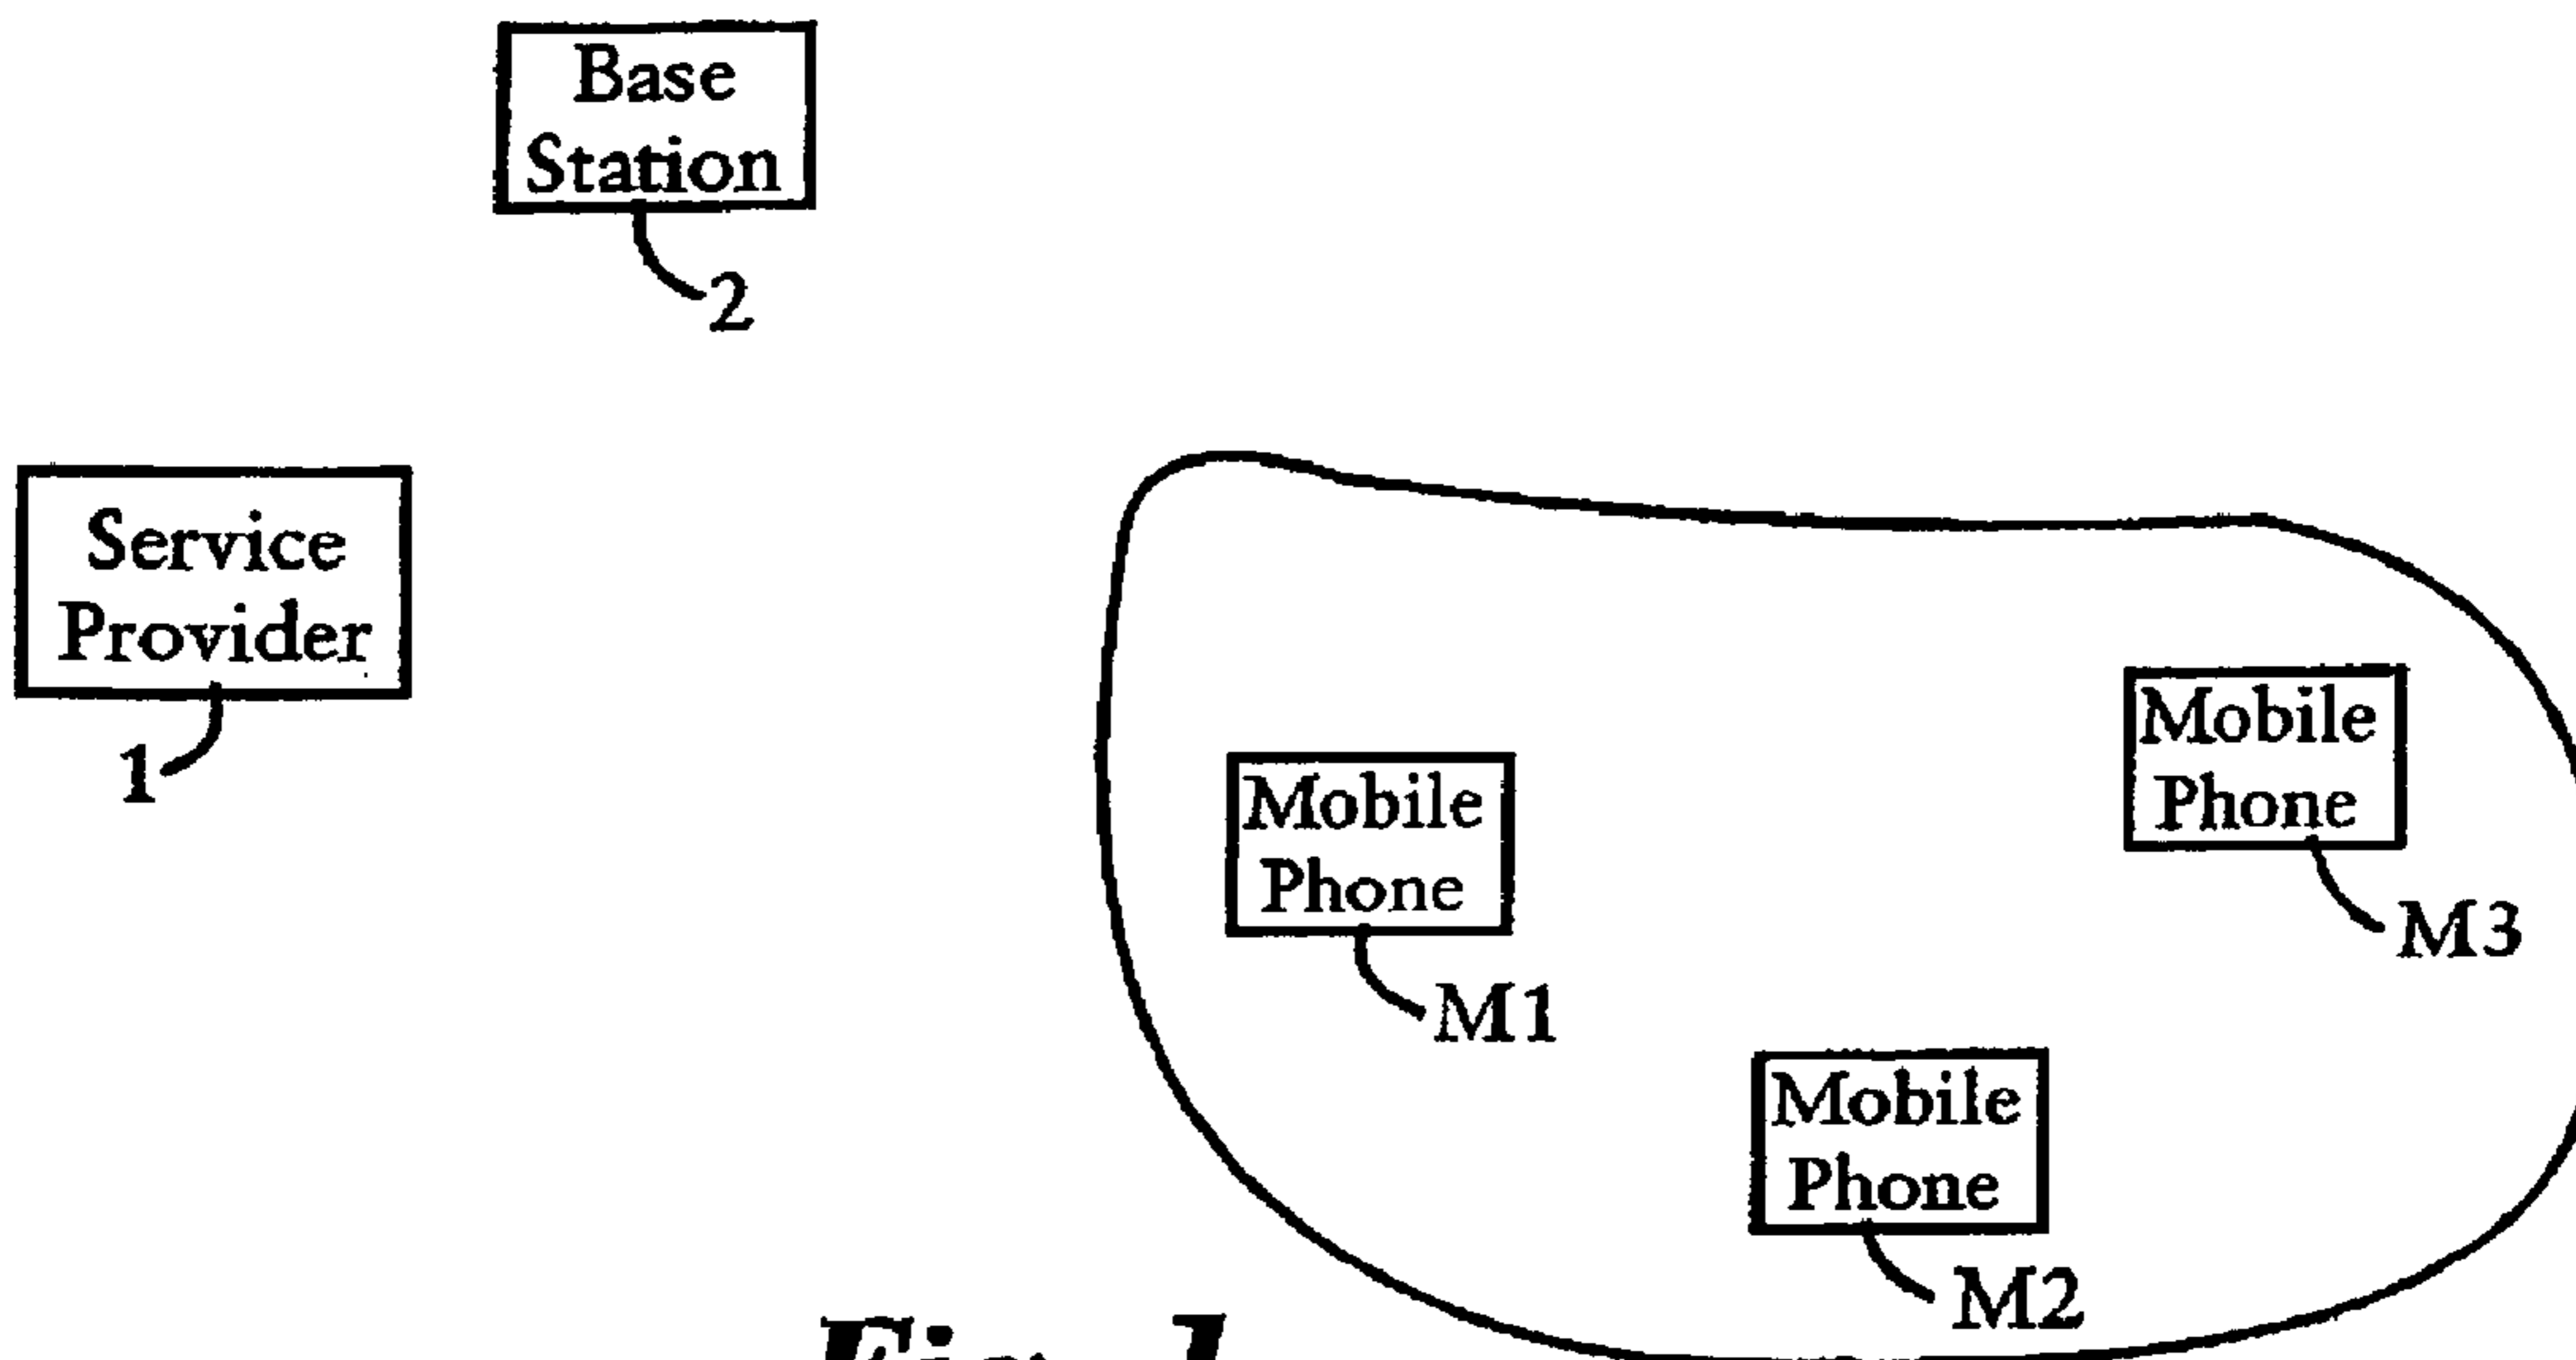 Base
Station
2
Service
Provider
1
Mobile
Phone
M3
Mobile
Phone
M1
Mobile
Phone
M2